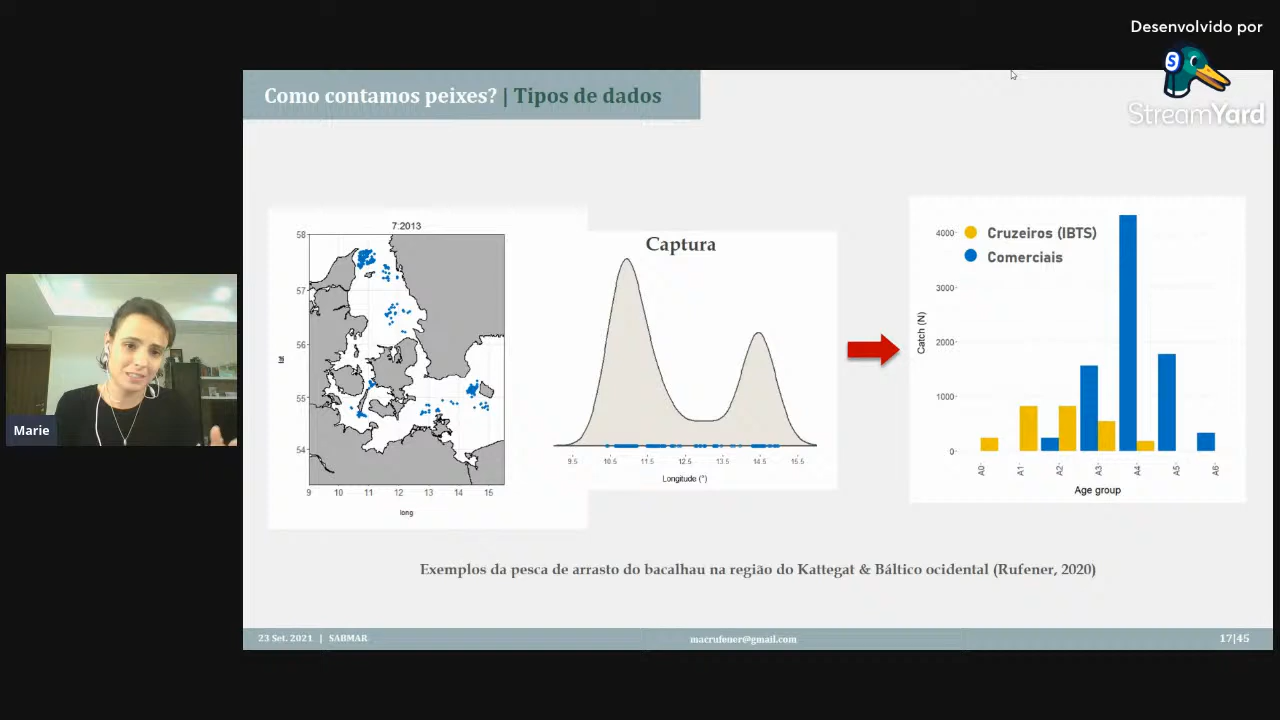 Desenvolvido por
StreamYard
Como contamos peixes? | Tipos de dados
7:2013
58
57
56
55
54
lat
9 10 11 12 13 14 15
long
Captura
9.5 10.5 11.5 12.5 13.5 14.5 15.5
Longitude (°)
Cruzeiros (IBTS)
Comerciais
4000
3000
2000
1000
0
Catch (N)
A0 A1 A2 A3 A4 A5 A6
Age group
Marie
Exemplos da pesca de arrasto do bacalhau na região do Kattegat & Báltico ocidental (Rufener, 2020)
23 Set. 2021 | SABMAR
macrufener@gmail.com
17|45